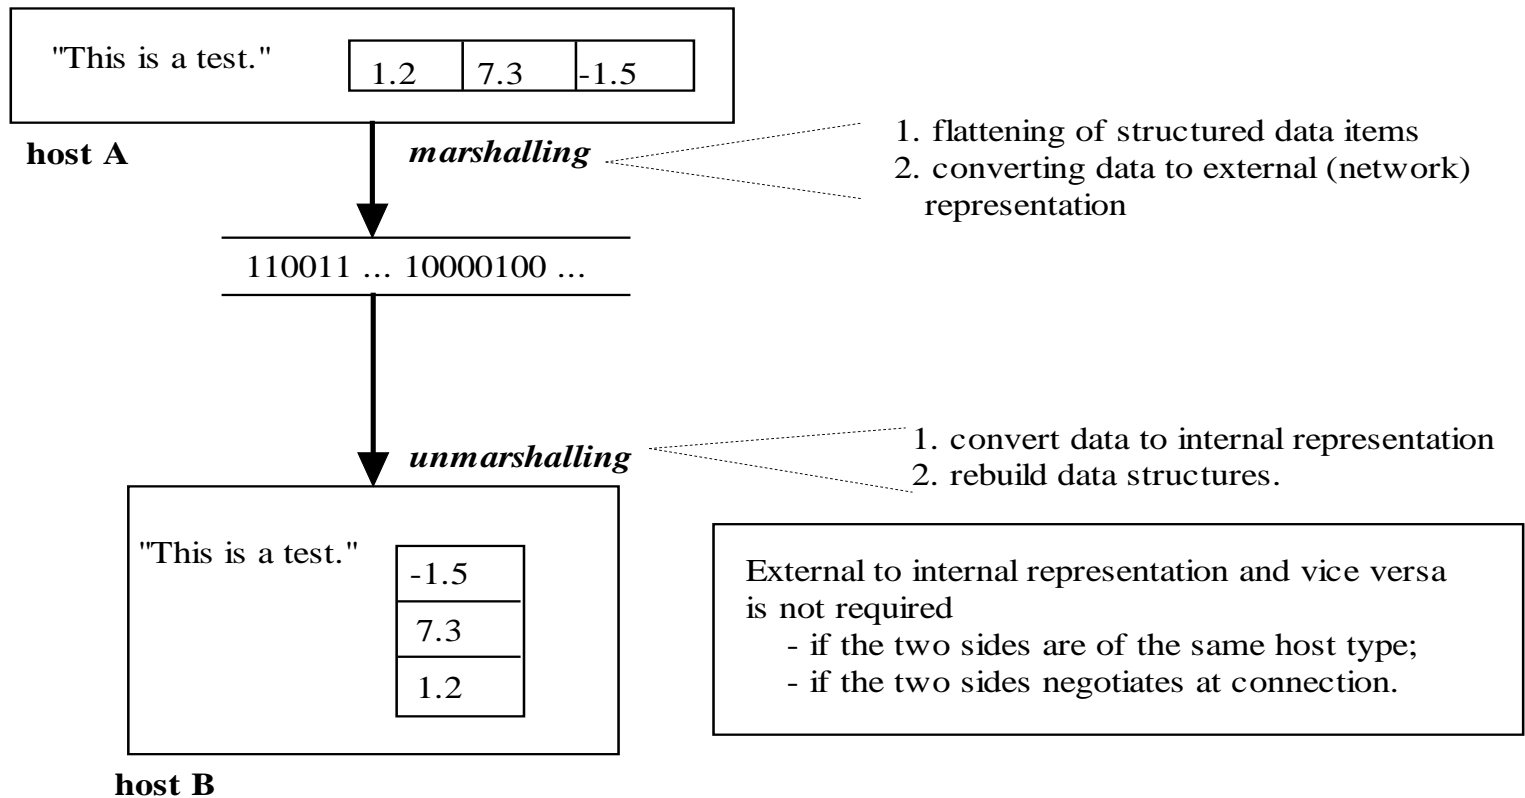 "This is a test."
1.2 7.3 -1.5
host A
marshalling
1. flattening of structured data items
2. converting data to external (network)
representation
110011 ... 10000100 ...
unmarshalling
1. convert data to internal representation
2. rebuild data structures.
"This is a test."
-1.5
7.3
1.2
host B
External to internal representation and vice versa
is not required
- if the two sides are of the same host type;
- if the two sides negotiates at connection.